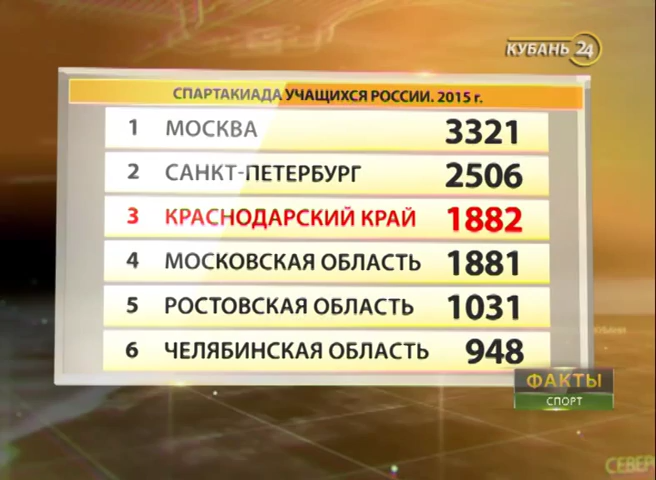 КУБАНЬ 24
СПАРТАКИАДА УЧАЩИХСЯ РОССИИ. 2015 г.
1 МОСКВА 3321
2 САНКТ-ПЕТЕРБУРГ 2506
3 КРАСНОДАРСКИЙ КРАЙ 1882
4 МОСКОВСКАЯ ОБЛАСТЬ 1881
5 РОСТОВСКАЯ ОБЛАСТЬ 1031
КУБАНИ
6 ЧЕЛЯБИНСКАЯ ОБЛАСТЬ 948
ФАКТЫ
СПОРТ